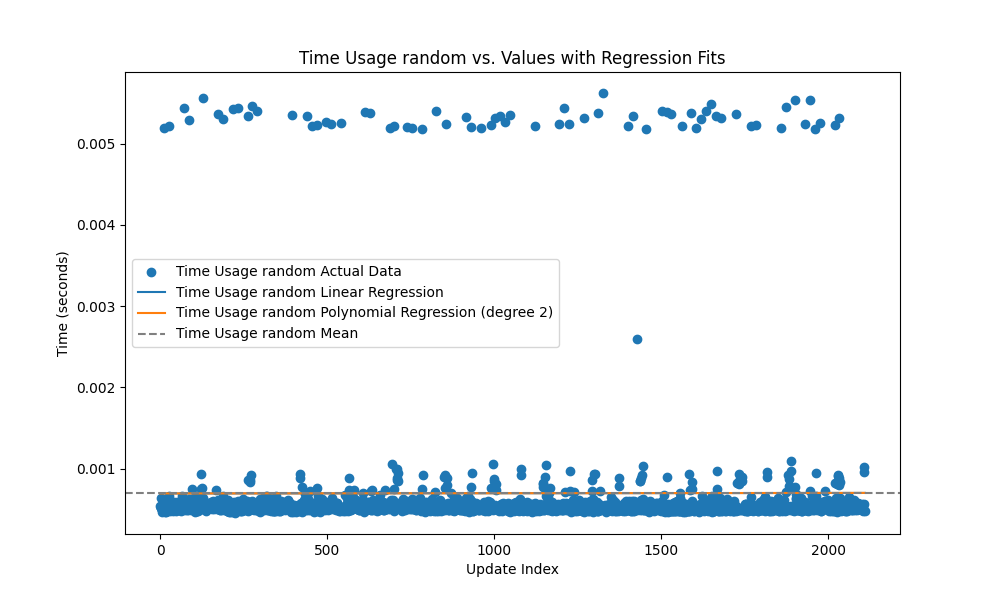 Time Usage random vs. Values with Regression Fits
Time (seconds)
0.005
0.004
0.003
0.002
0.001
Time Usage random Actual Data
Time Usage random Linear Regression
Time Usage random Polynomial Regression (degree 2)
Time Usage random Mean
0
500
1000
1500
2000
Update Index